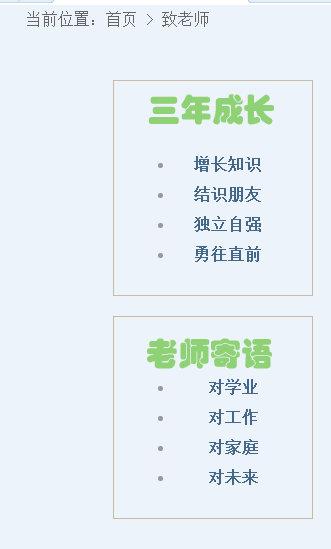 当前位置：首页 > 致老师
三年成长
增长知识
结识朋友
独立自强
勇往直前
老师寄语
对学业
对工作
对家庭
对未来